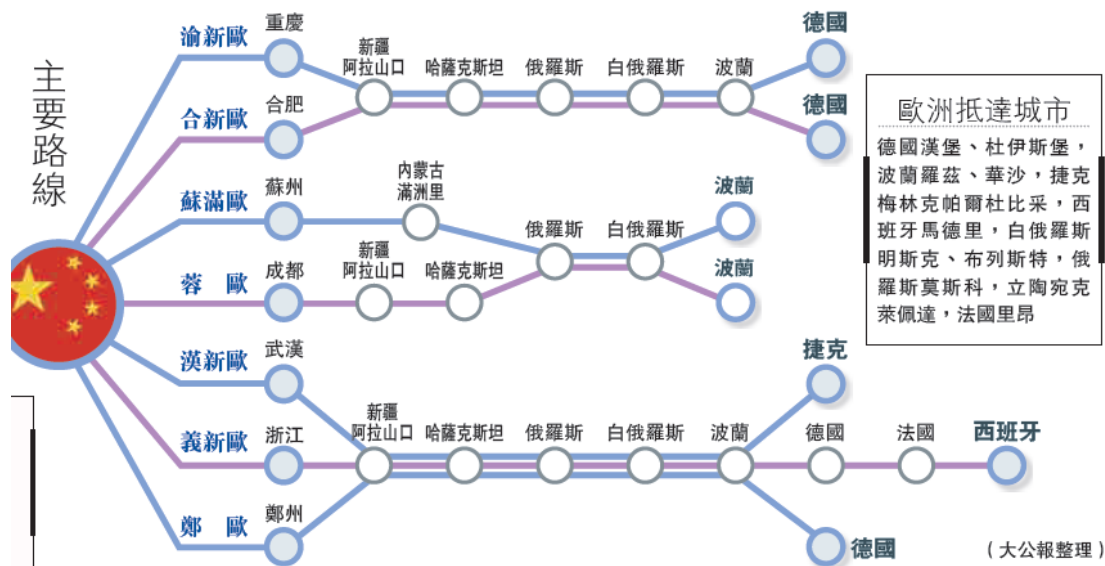 主要路線
渝新歐
重慶
新疆
阿拉山口
哈薩克斯坦
俄羅斯
白俄羅斯
波蘭
德國
合新歐
合肥
德國
蘇滿歐
蘇州
內蒙古
滿洲里
俄羅斯
白俄羅斯
波蘭
蓉 歐
成都
新疆
阿拉山口
哈薩克斯坦
波蘭
漢新歐
武漢
捷克
義新歐
浙江
新疆
阿拉山口
哈薩克斯坦
俄羅斯
白俄羅斯
波蘭
德國
法國
西班牙
鄭 歐
鄭州
德國
歐洲抵達城市
德國漢堡、杜伊斯堡，
波蘭羅茲、華沙，捷克
梅林克帕爾杜比采，西
班牙馬德里，白俄羅斯
明斯克、布列斯特，俄
羅斯莫斯科，立陶宛克
萊佩達，法國里昂
（大公報整理）